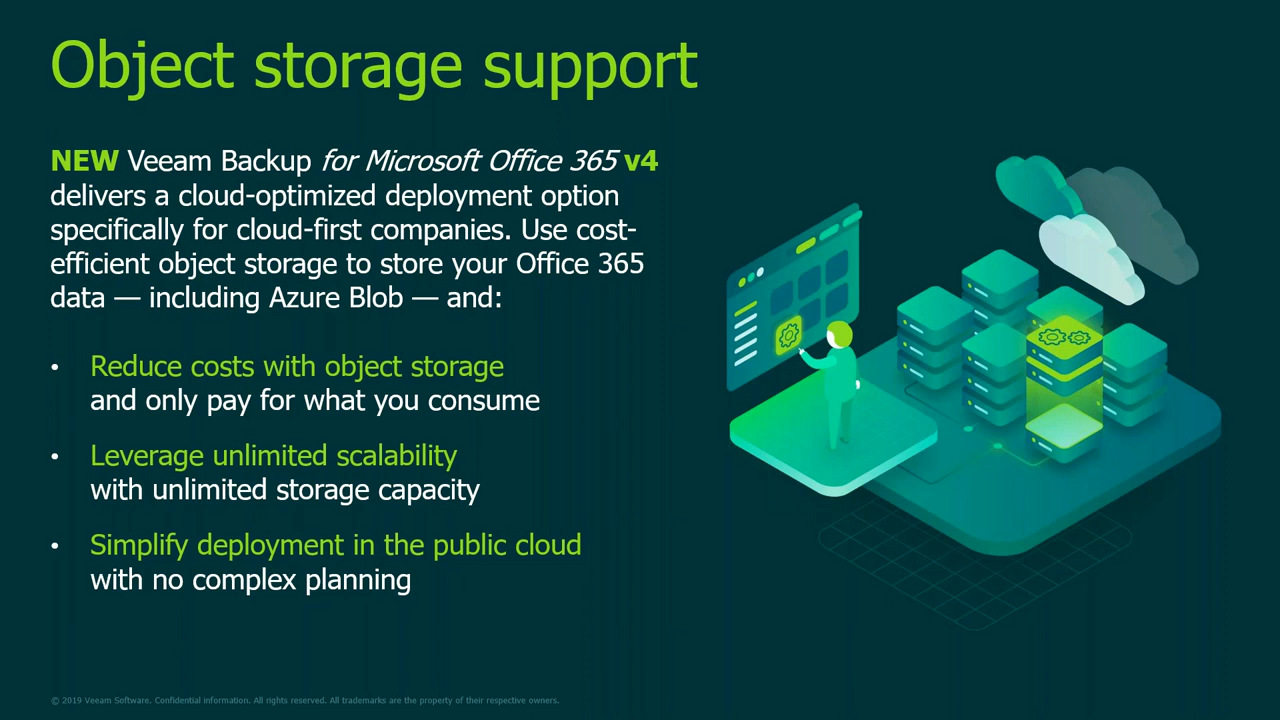 Object storage support
NEW Veeam Backup for Microsoft Office 365 v4
delivers a cloud-optimized deployment option
specifically for cloud-first companies. Use cost-
efficient object storage to store your Office 365
data — including Azure Blob — and:
• Reduce costs with object storage
and only pay for what you consume
• Leverage unlimited scalability
with unlimited storage capacity
• Simplify deployment in the public cloud
with no complex planning
© 2019 Veeam Software. Confidential information. All rights reserved. All trademarks are the property of their respective owners.